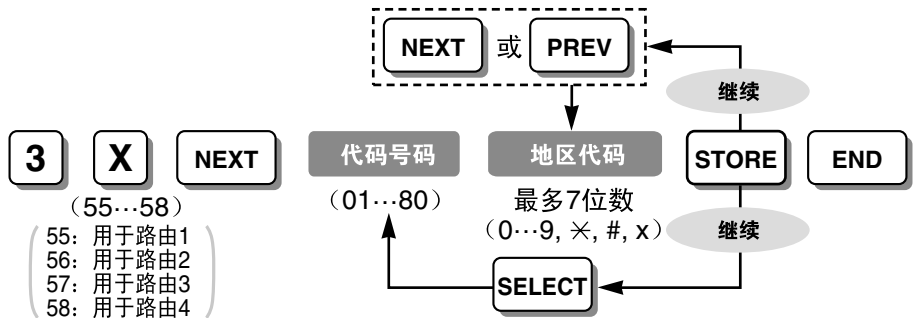 NEXT 或 PREV
继续
3 X NEXT 代码号码 地区代码 STORE END
（55…58） （01…80） 最多7位数
（0…9, ✳, #, x）
继续
55：用于路由1
56：用于路由2
57：用于路由3
58：用于路由4
SELECT